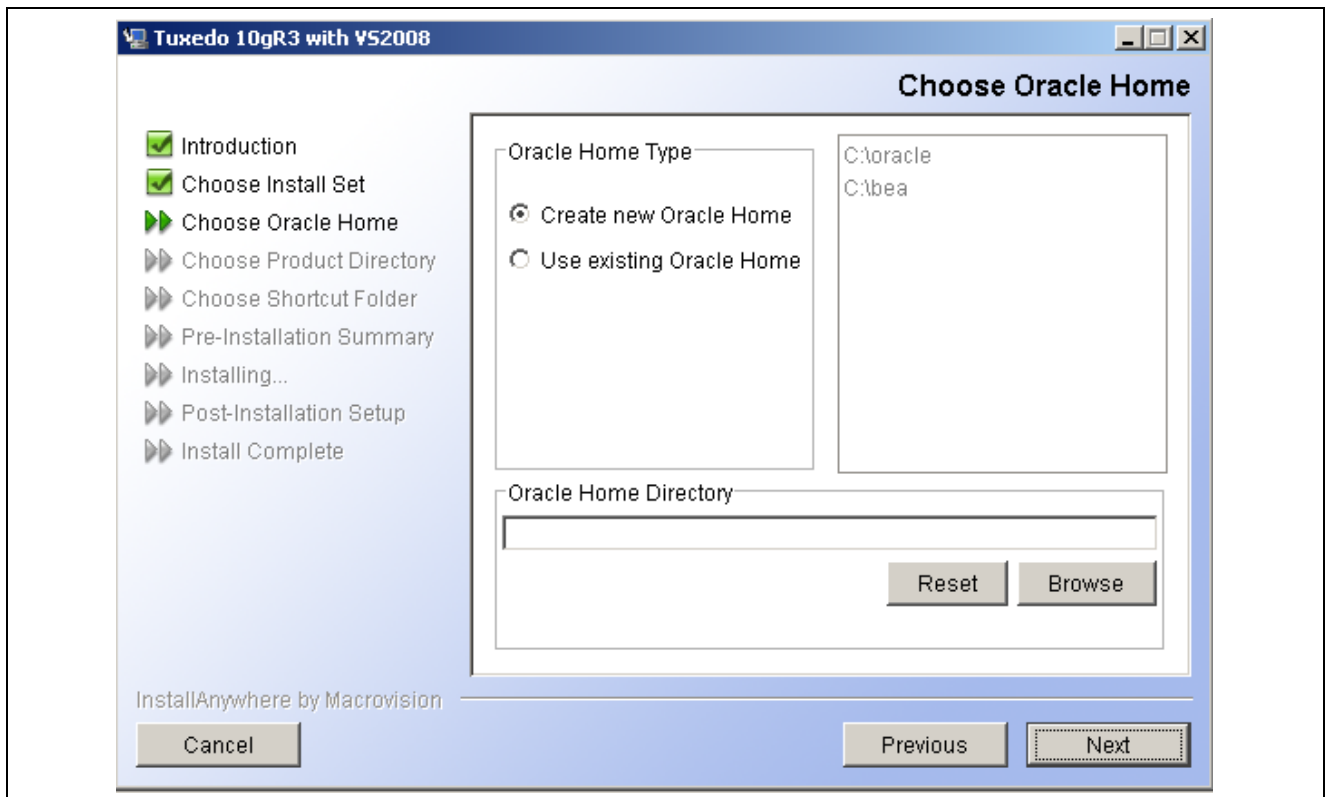 Tuxedo 10gR3 with VS2008
Choose Oracle Home
Introduction
Choose Install Set
Choose Oracle Home
Choose Product Directory
Choose Shortcut Folder
Pre-Installation Summary
Installing...
Post-Installation Setup
Install Complete
Oracle Home Type
Create new Oracle Home
Use existing Oracle Home
C:\oracle
C:\bea
Oracle Home Directory
Reset
Browse
InstallAnywhere by Macrovision
Cancel
Previous
Next